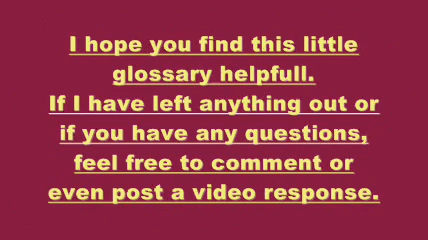 I hope you find this little
glossary helpfull.
If I have left anything out or
if you have any questions,
feel free to comment or
even post a video response.